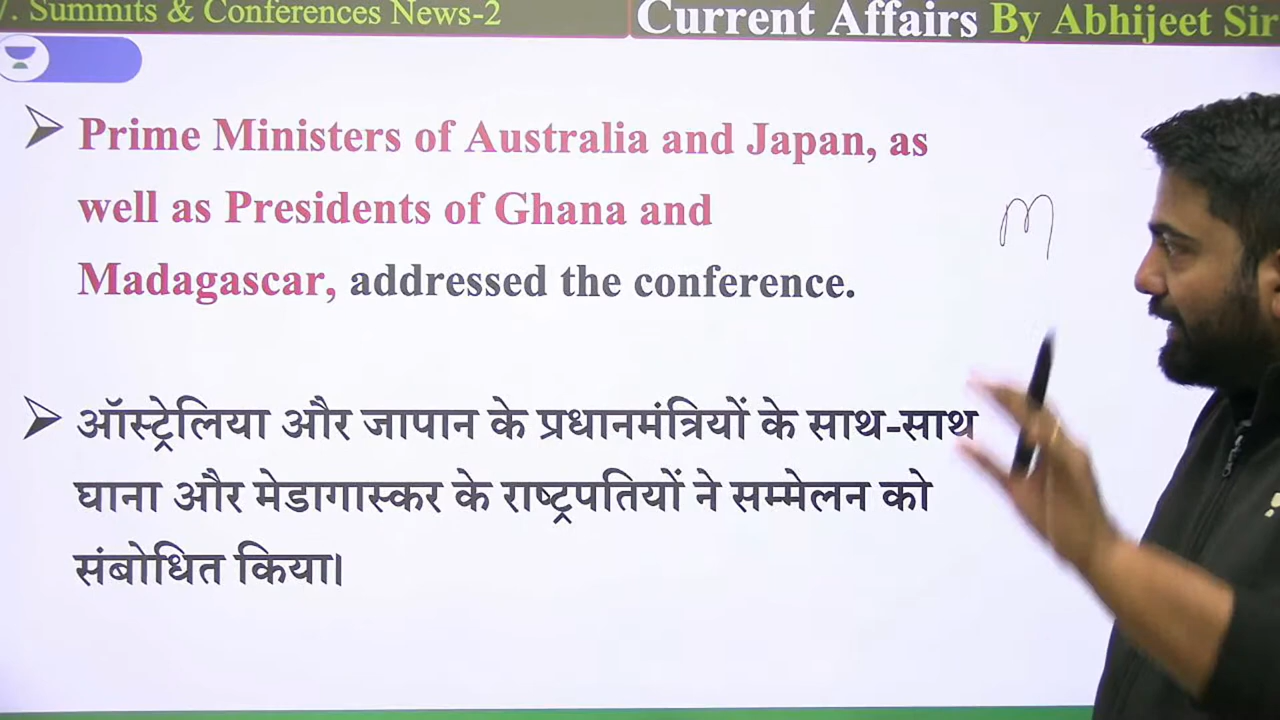 7. Summits & Conferences News-2
Current Affairs By Abhijeet Sir
Prime Ministers of Australia and Japan, as
well as Presidents of Ghana and
Madagascar, addressed the conference.
m
ऑस्ट्रेलिया और जापान के प्रधानमंत्रियों के साथ-साथ
घाना और मेडागास्कर के राष्ट्रपतियों ने सम्मेलन को
संबोधित किया।